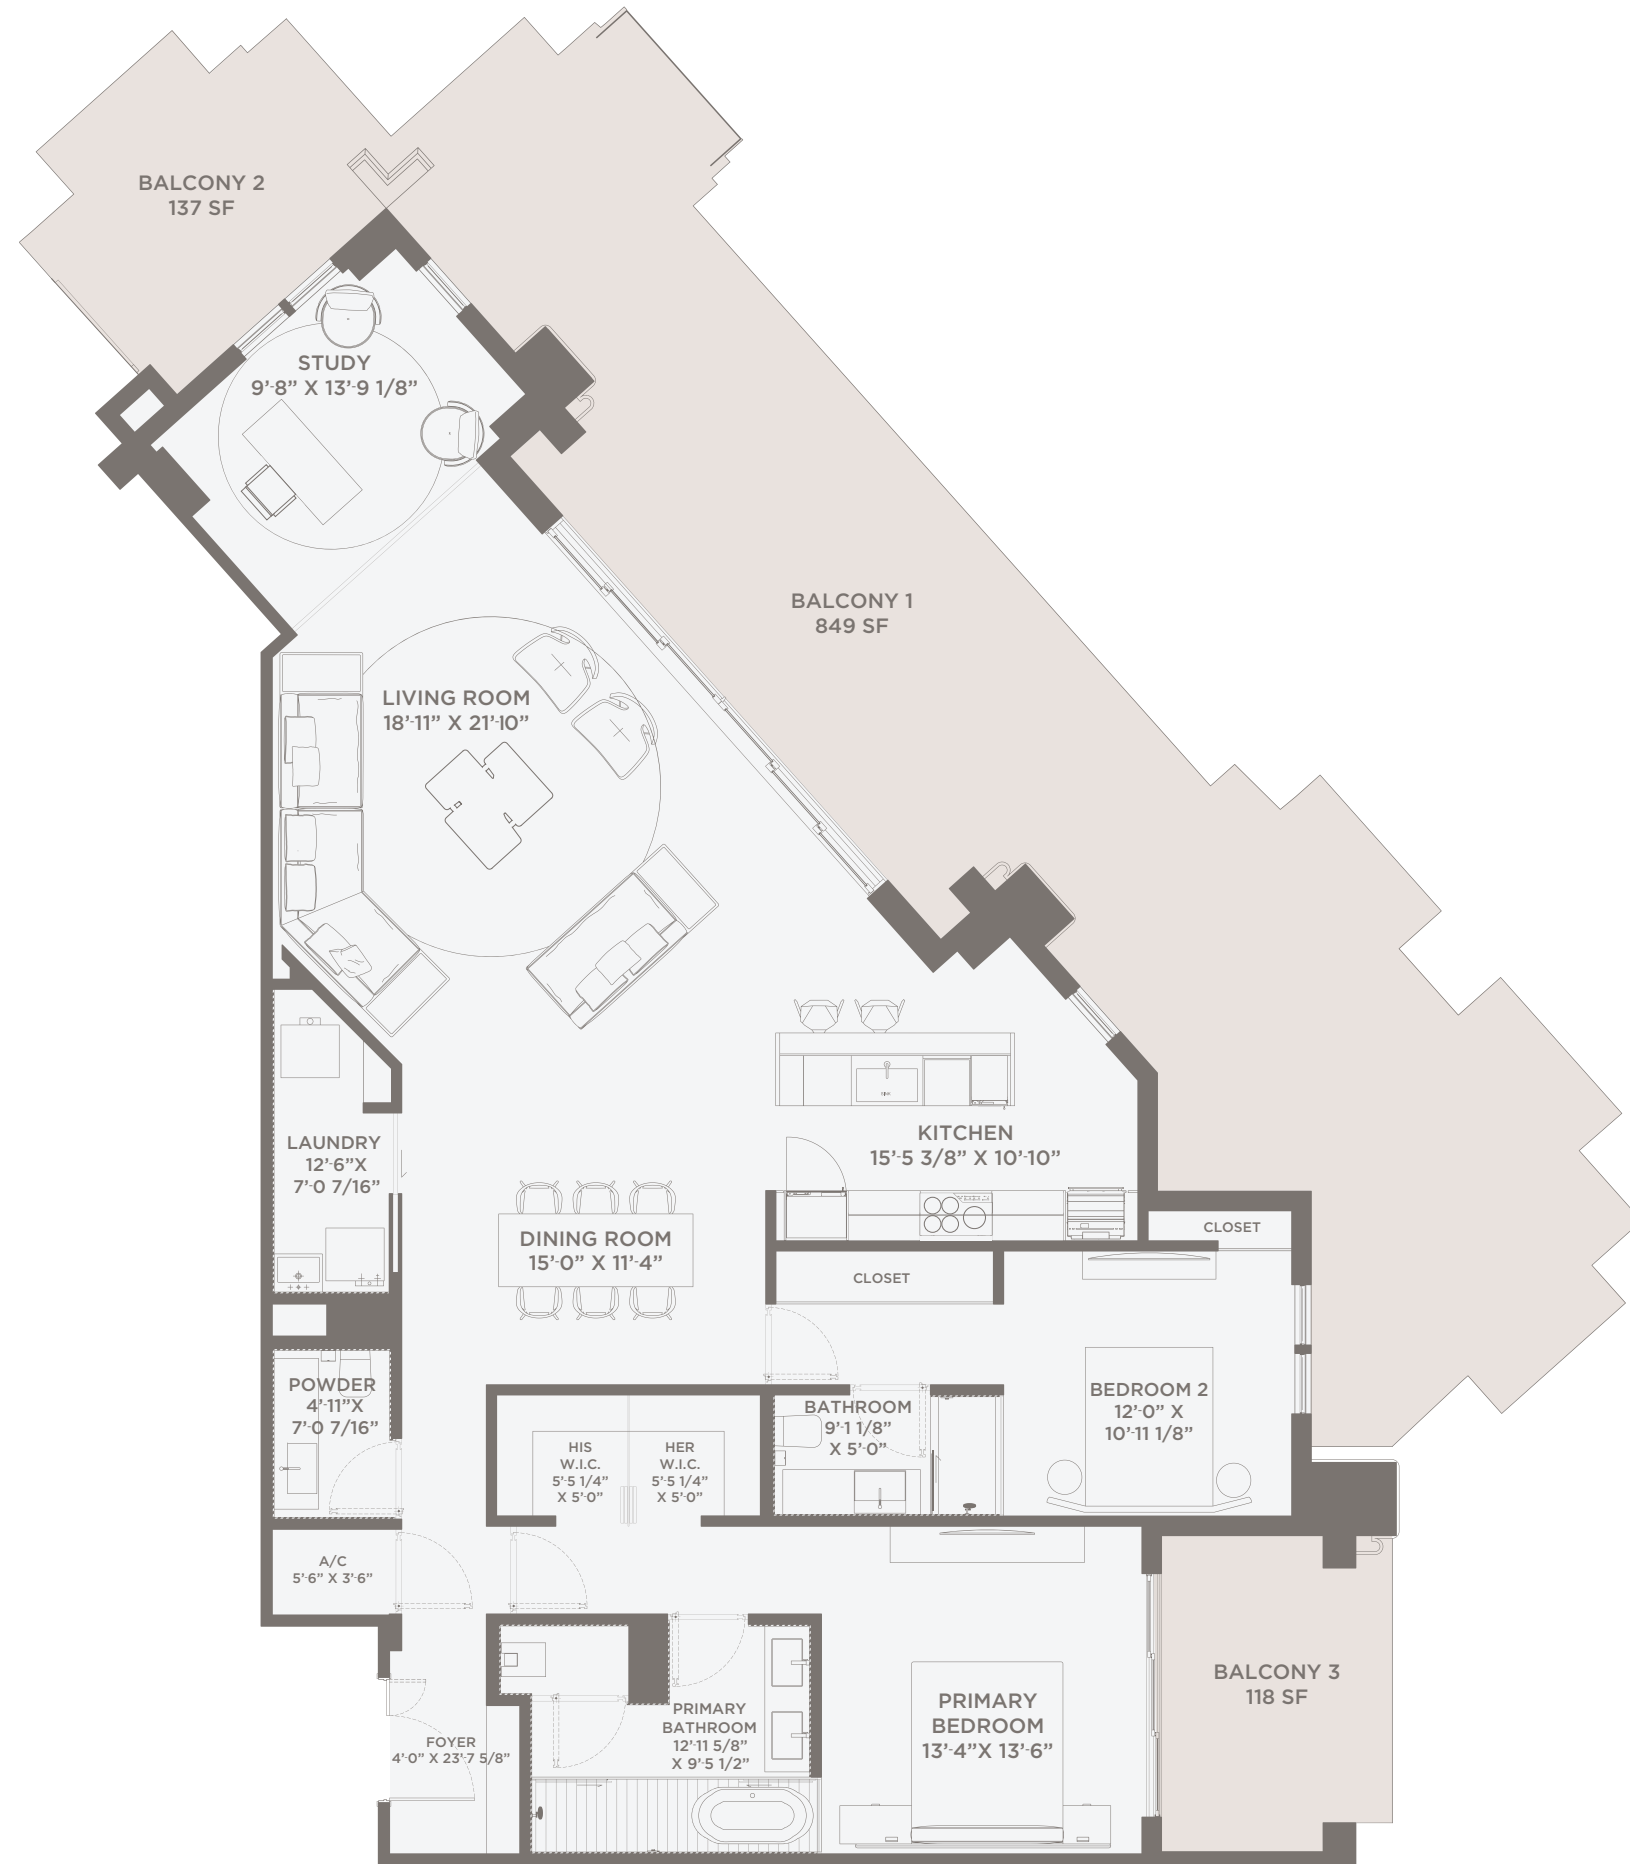 BALCONY 2
137 SF
STUDY
9’-8” X 13’-9 1/8”
BALCONY 1
849 SF
LIVING ROOM
18’-11” X 21’-10”
KITCHEN
15’-5 3/8” X 10’-10”
LAUNDRY
12’-6”X
7’-0 7/16”
DINING ROOM
15’-0” X 11’-4”
CLOSET
CLOSET
POWDER
4’-11”X
7’-0 7/16”
BATHROOM
9’-1 1/8”
X 5’-0”
BEDROOM 2
12’-0” X
10’-11 1/8”
HIS
W.I.C.
5’-5 1/4”
X 5’-0”
HER
W.I.C.
5’-5 1/4”
X 5’-0”
A/C
5’-6” X 3’-6”
FOYER
4’-0” X 23’-7 5/8”
PRIMARY
BATHROOM
12’-11 5/8”
X 9’-5 1/2”
PRIMARY
BEDROOM
13’-4”X 13’-6”
BALCONY 3
118 SF